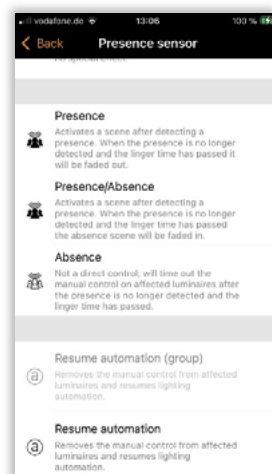 vodafone.de 13:06 100 %
Back Presence sensor
no special effect.
Presence
Activates a scene after detecting a
presence. When the presence is no longer
detected and the linger time has passed it
will be faded out.
Presence/Absence
Activates a scene after detecting a
presence. When the presence is no longer
detected and the linger time has passed
the absence scene will be faded in.
Absence
Not a direct control; will time out the
manual control on affected luminaires after
the presence is no longer detected and the
linger time has passed.
Resume automation (group)
Removes the manual control from affected
luminaires and resumes lighting
automation.
Resume automation
Removes the manual control from affected
luminaires and resumes lighting
automation.